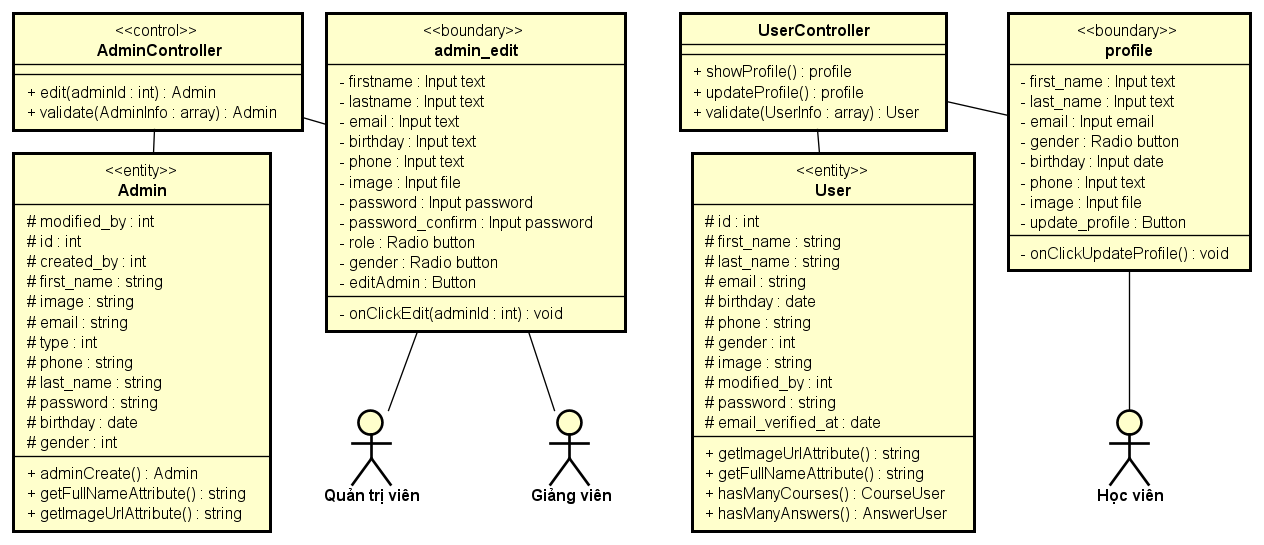 <<control>>
AdminController
+ edit(adminId : int) : Admin
+ validate(AdminInfo : array) : Admin
<<boundary>>
admin_edit
- firstname : Input text
- lastname : Input text
- email : Input text
- birthday : Input text
- phone : Input text
- image : Input file
- password : Input password
- password_confirm : Input password
- role : Radio button
- gender : Radio button
- editAdmin : Button
- onClickEdit(adminId : int) : void
<<entity>>
Admin
# modified_by : int
# id : int
# created_by : int
# first_name : string
# image : string
# email : string
# type : int
# phone : string
# last_name : string
# password : string
# birthday : date
# gender : int
+ adminCreate() : Admin
+ getFullNameAttribute() : string
+ getImageUrlAttribute() : string
Quản trị viên
Giảng viên
UserController
+ showProfile() : profile
+ updateProfile() : profile
+ validate(UserInfo : array) : User
<<boundary>>
profile
- first_name : Input text
- last_name : Input text
- email : Input email
- gender : Radio button
- birthday : Input date
- phone : Input text
- image : Input file
- update_profile : Button
- onClickUpdateProfile() : void
<<entity>>
User
# id : int
# first_name : string
# last_name : string
# email : string
# birthday : date
# phone : string
# gender : int
# image : string
# modified_by : int
# password : string
# email_verified_at : date
+ getImageUrlAttribute() : string
+ getFullNameAttribute() : string
+ hasManyCourses() : CourseUser
+ hasManyAnswers() : AnswerUser
Học viên